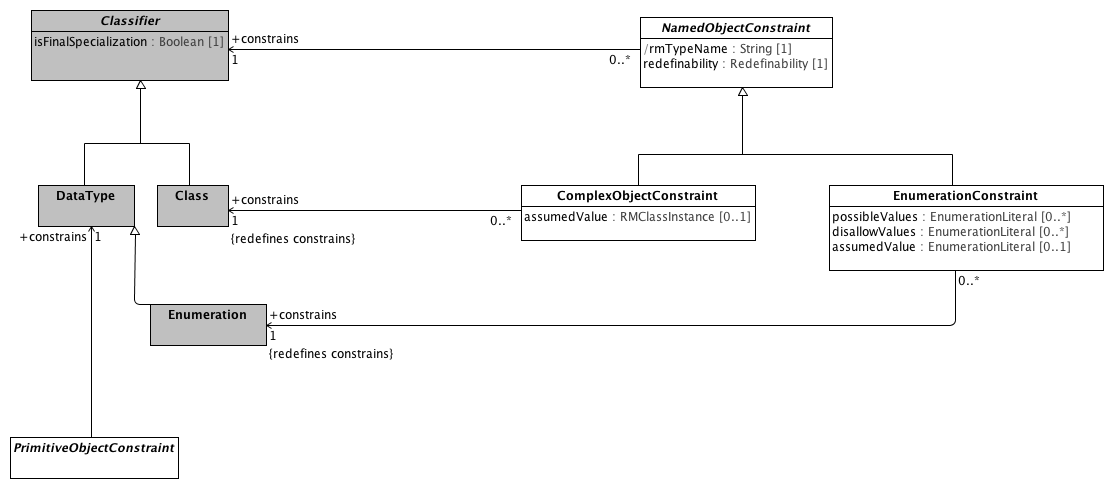 Classifier
isFinalSpecialization : Boolean [1]
+constrains
1
0..*
NamedObjectConstraint
/rmTypeName : String [1]
redefinability : Redefinability [1]
DataType
Class
+constrains
1
{redefines constrains}
0..*
ComplexObjectConstraint
assumedValue : RMClassInstance [0..1]
EnumerationConstraint
possibleValues : EnumerationLiteral [0..*]
disallowValues : EnumerationLiteral [0..*]
assumedValue : EnumerationLiteral [0..1]
+constrains
1
0..*
Enumeration
+constrains
1
{redefines constrains}
PrimitiveObjectConstraint